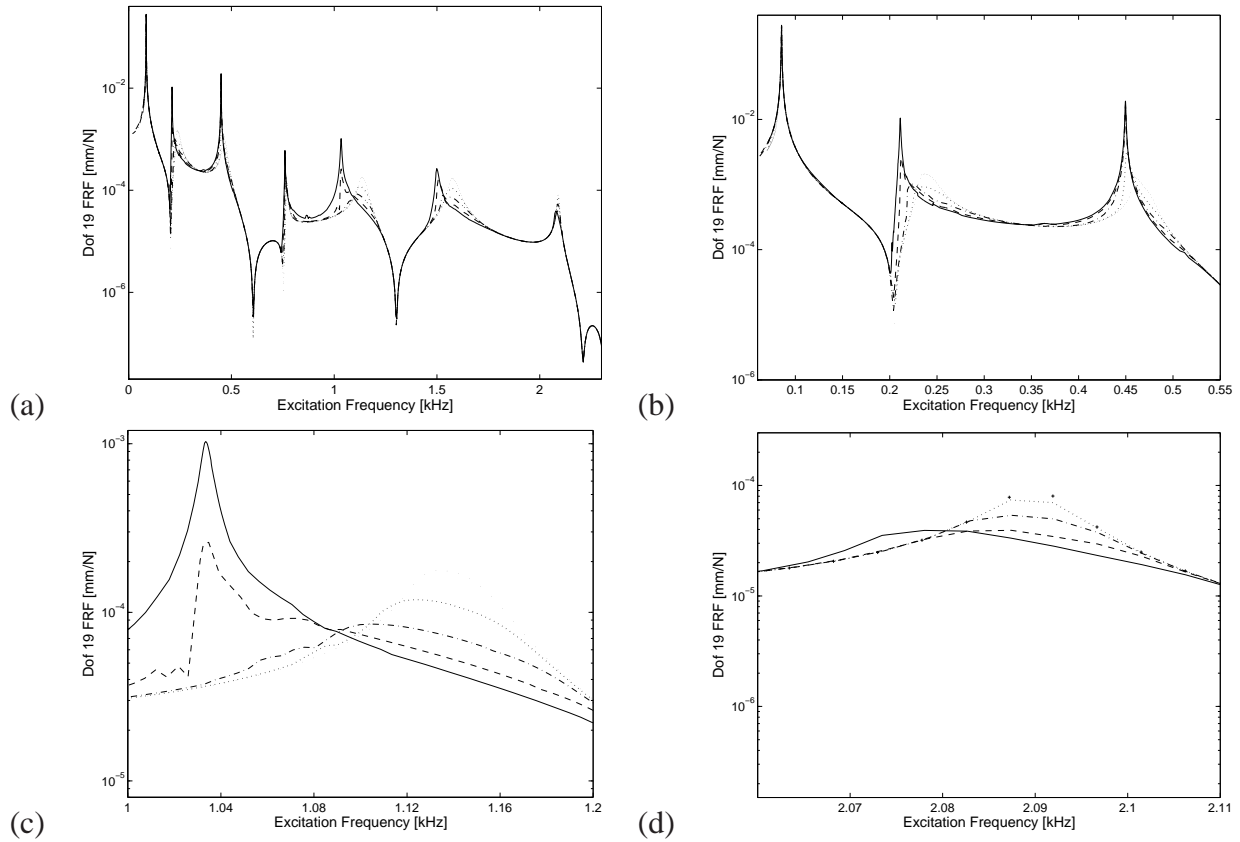 10⁻²
10⁻⁴
10⁻⁶
Dof 19 FRF [mm/N]
0 0.5 1 1.5 2
Excitation Frequency [kHz]
(a)
10⁻²
10⁻⁴
10⁻⁶
Dof 19 FRF [mm/N]
0.1 0.15 0.2 0.25 0.3 0.35 0.4 0.45 0.5 0.55
Excitation Frequency [kHz]
(b)
10⁻³
10⁻⁴
10⁻⁵
Dof 19 FRF [mm/N]
1 1.04 1.08 1.12 1.16 1.2
Excitation Frequency [kHz]
(c)
10⁻⁴
10⁻⁵
10⁻⁶
Dof 19 FRF [mm/N]
2.07 2.08 2.09 2.1 2.11
Excitation Frequency [kHz]
(d)